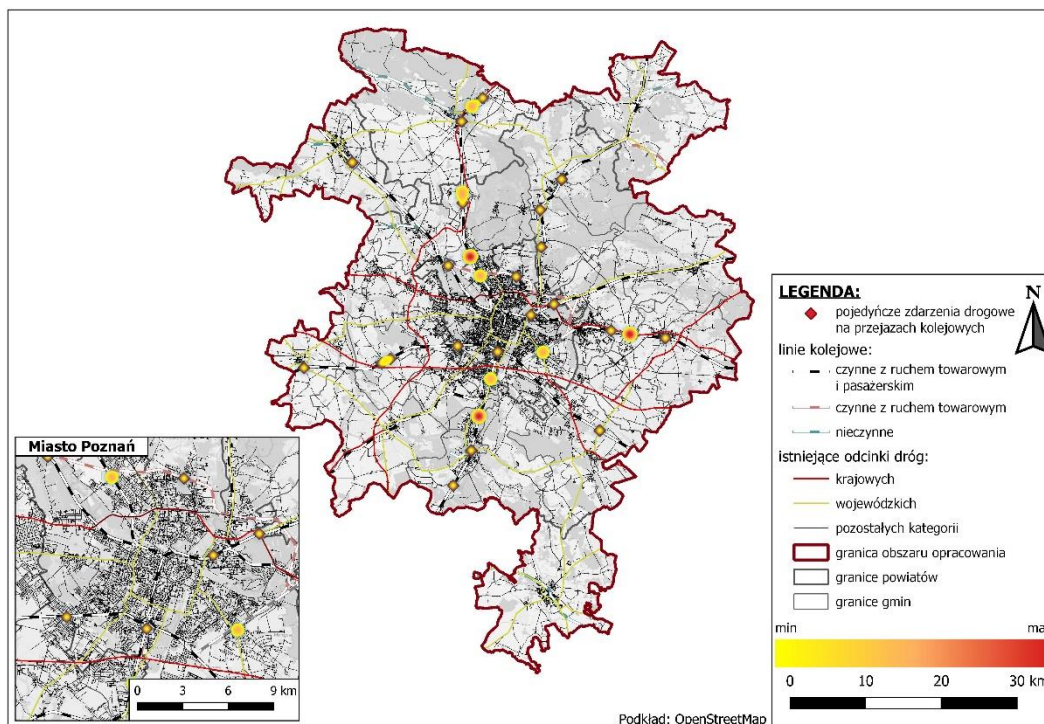 LEGENDA:
N
pojedyńcze zdarzenia drogowe
na przejazach kolejowych
linie kolejowe:
czynne z ruchem towarowym
i pasażerskim
czynne z ruchem towarowym
nieczynne
istniejące odcinki dróg:
krajowych
wojewódzkich
pozostałych kategorii
granica obszaru opracowania
granice powiatów
granice gmin
min ma
0 10 20 30 km
Miasto Poznań
0 3 6 9 km
Podkład: OpenStreetMap